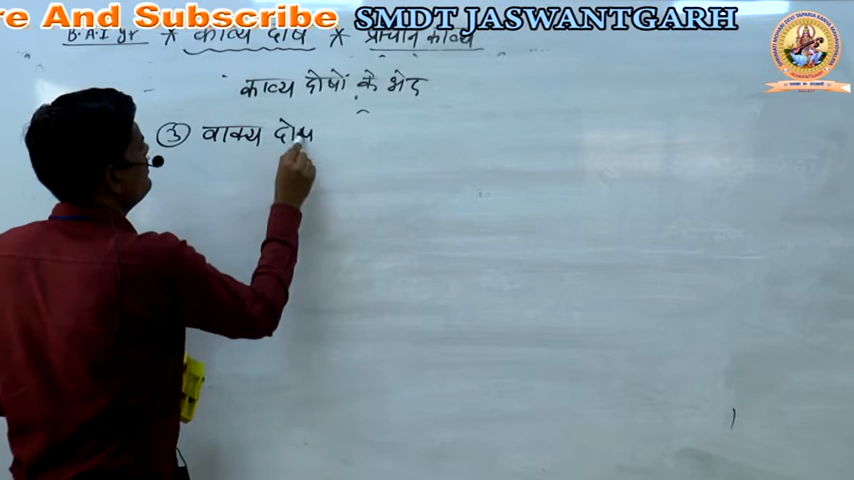 re And Subscribe SMDT JASWANTGARH
B.A.I yr * काव्य दोष * प्राचीन काव्य
काव्य दोषों के भेद
③ वाक्य दोष